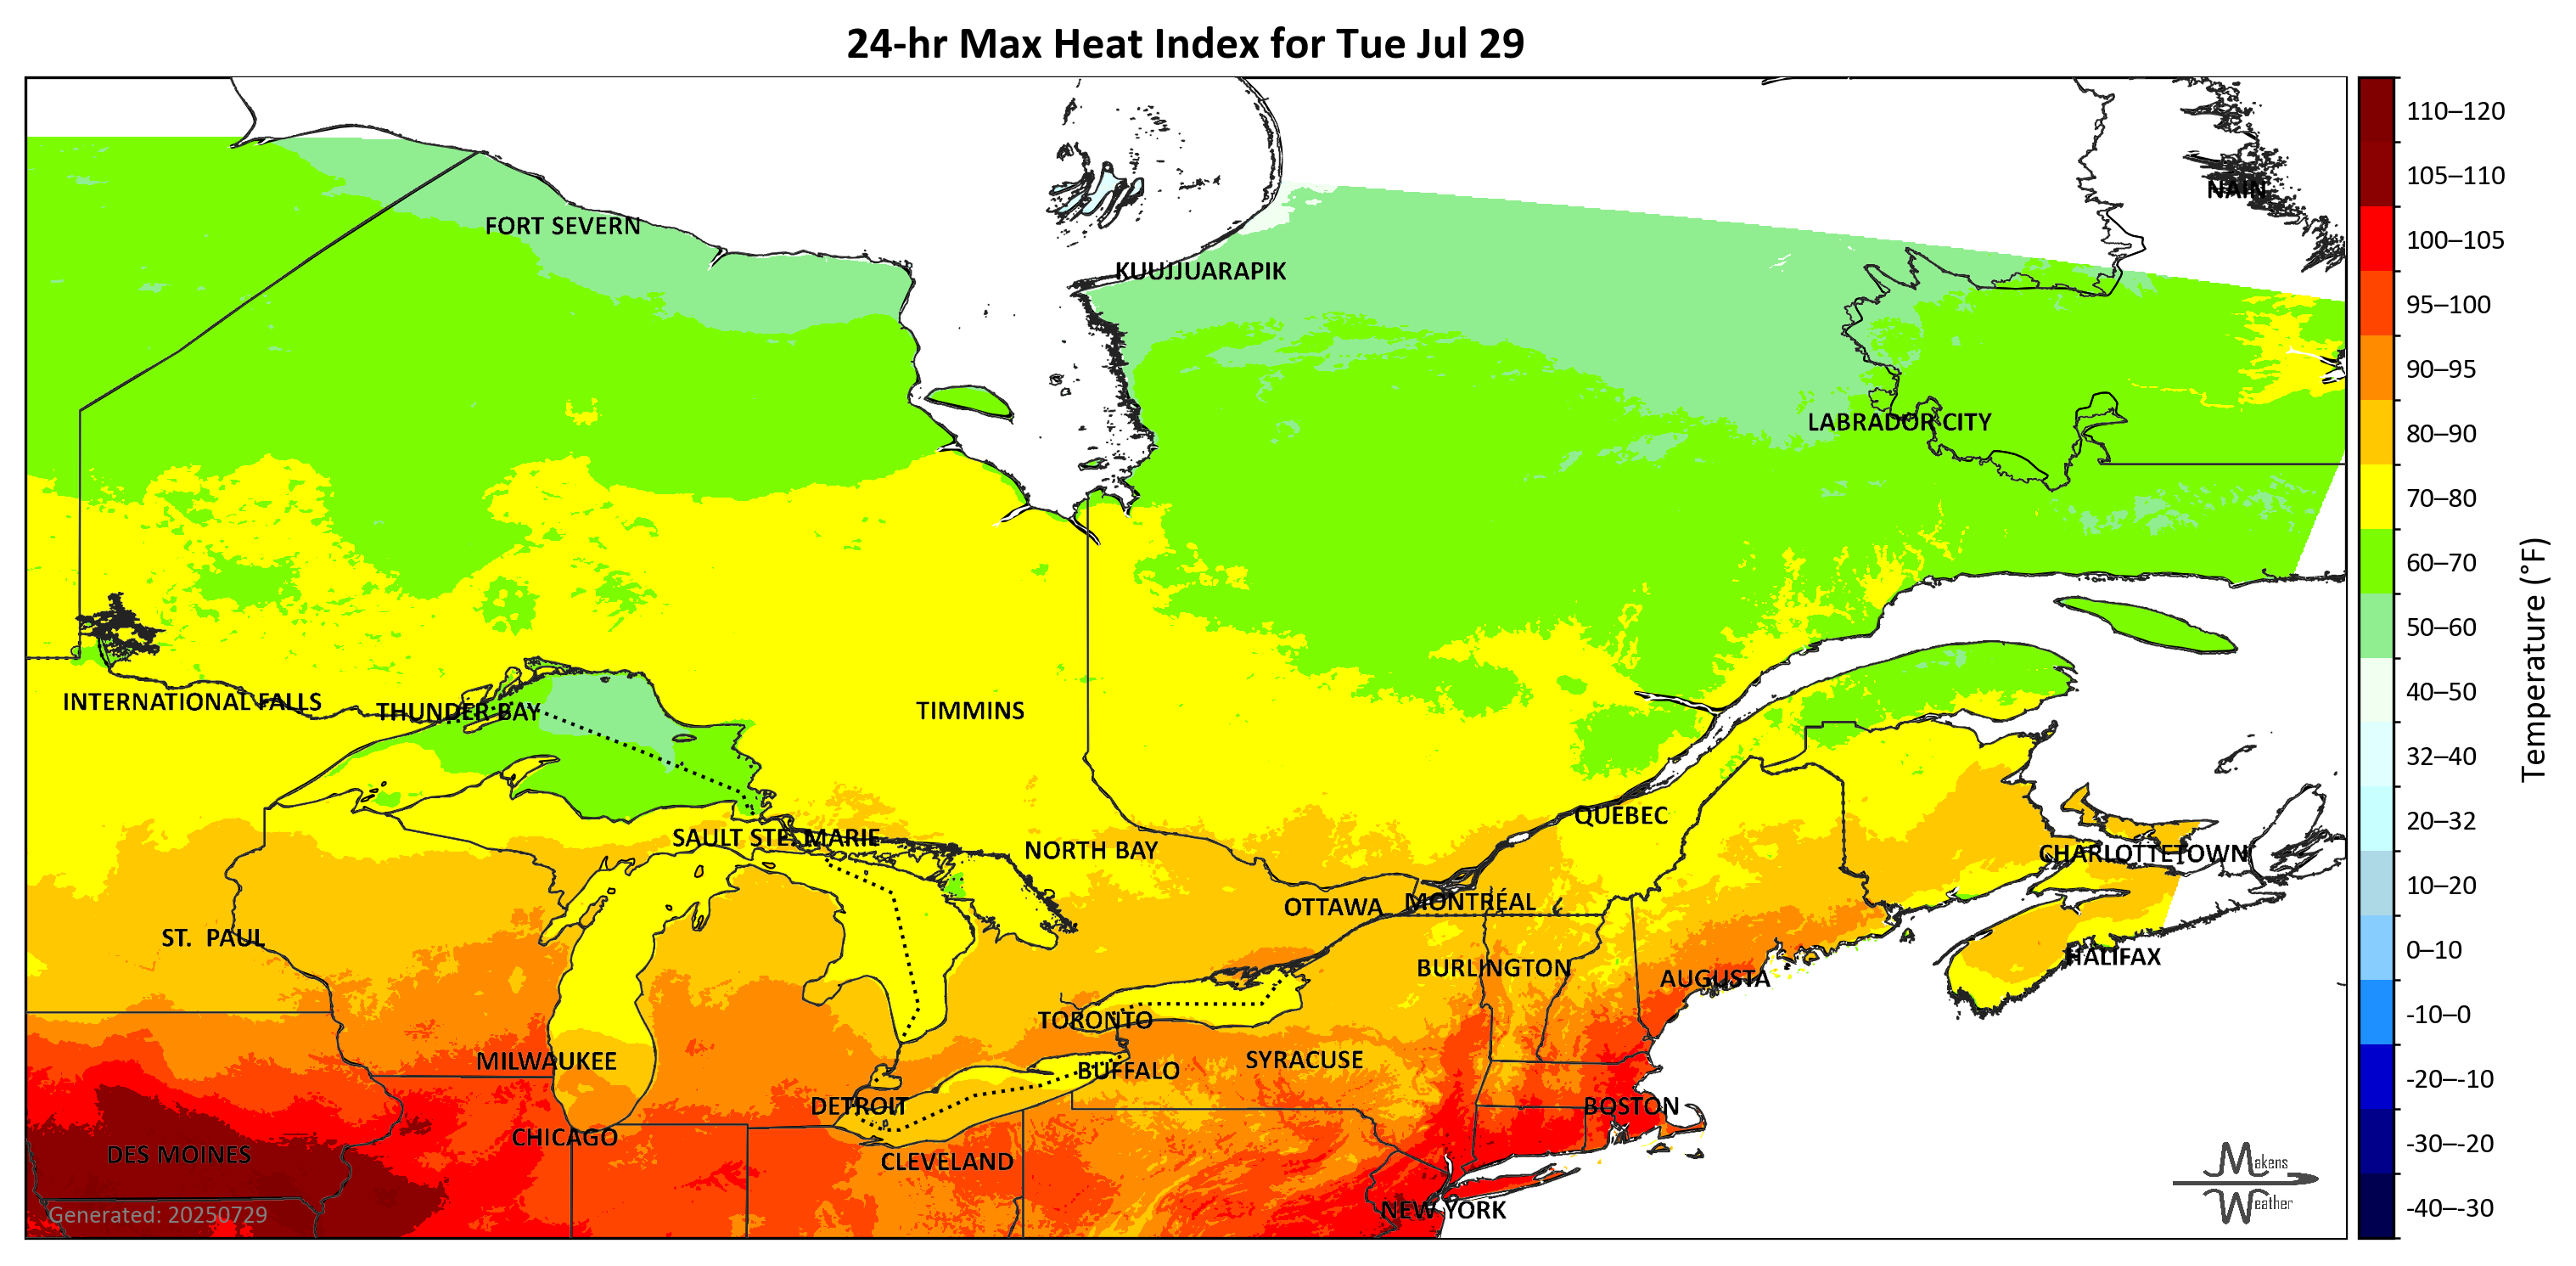 24-hr Max Heat Index for Tue Jul 29
NAIN
FORT SEVERN
KUUJJUARAPIK
LABRADOR CITY
INTERNATIONAL FALLS
THUNDER BAY
TIMMINS
QUEBEC
SAULT STE. MARIE
NORTH BAY
CHARLOTTETOWN
OTTAWA
MONTRÉAL
ST. PAUL
HALIFAX
BURLINGTON
AUGUSTA
TORONTO
MILWAUKEE
SYRACUSE
BUFFALO
DETROIT
BOSTON
CHICAGO
DES MOINES
CLEVELAND
NEW YORK
Generated: 20250729
Makens
Weather
110–120
105–110
100–105
95–100
90–95
80–90
70–80
60–70
50–60
40–50
32–40
20–32
10–20
0–10
-10–0
-20–-10
-30–-20
-40–-30
Temperature (°F)